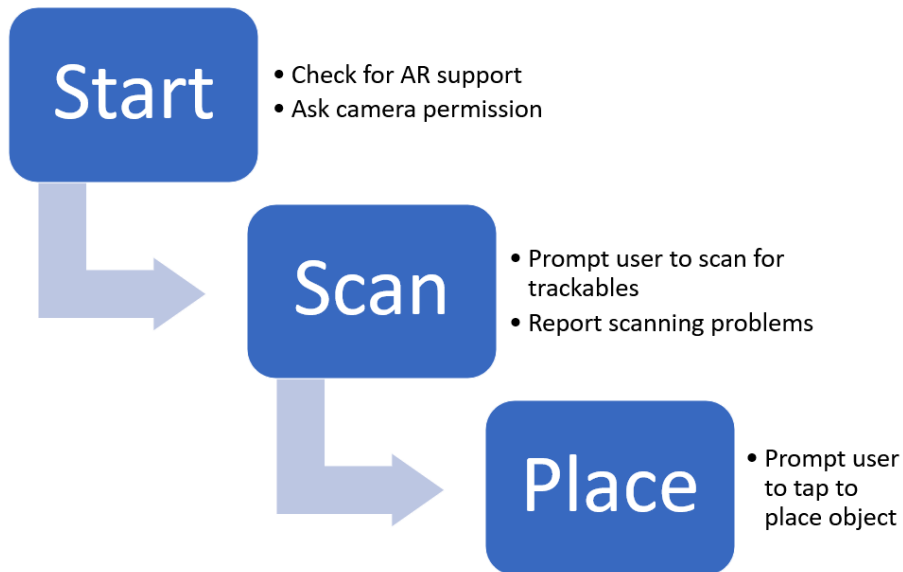 Start
• Check for AR support
• Ask camera permission
Scan
• Prompt user to scan for
trackables
• Report scanning problems
Place
• Prompt user
to tap to
place object